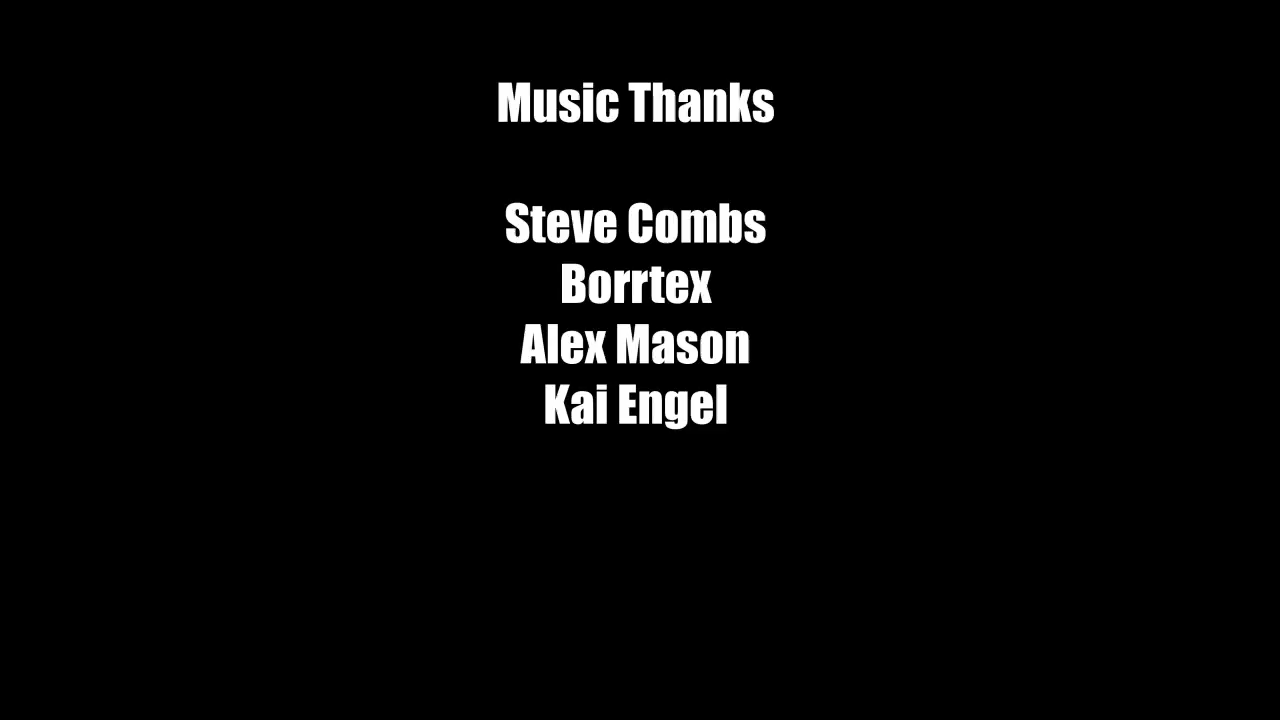 Music Thanks
Steve Combs
Borrtex
Alex Mason
Kai Engel